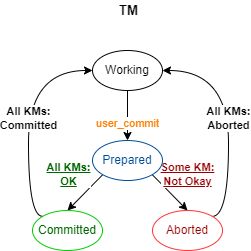 TM
Working
All KMs:
Committed
All KMs:
Aborted
user_commit
Prepared
All KMs:
OK
Some KM:
Not Okay
Committed
Aborted